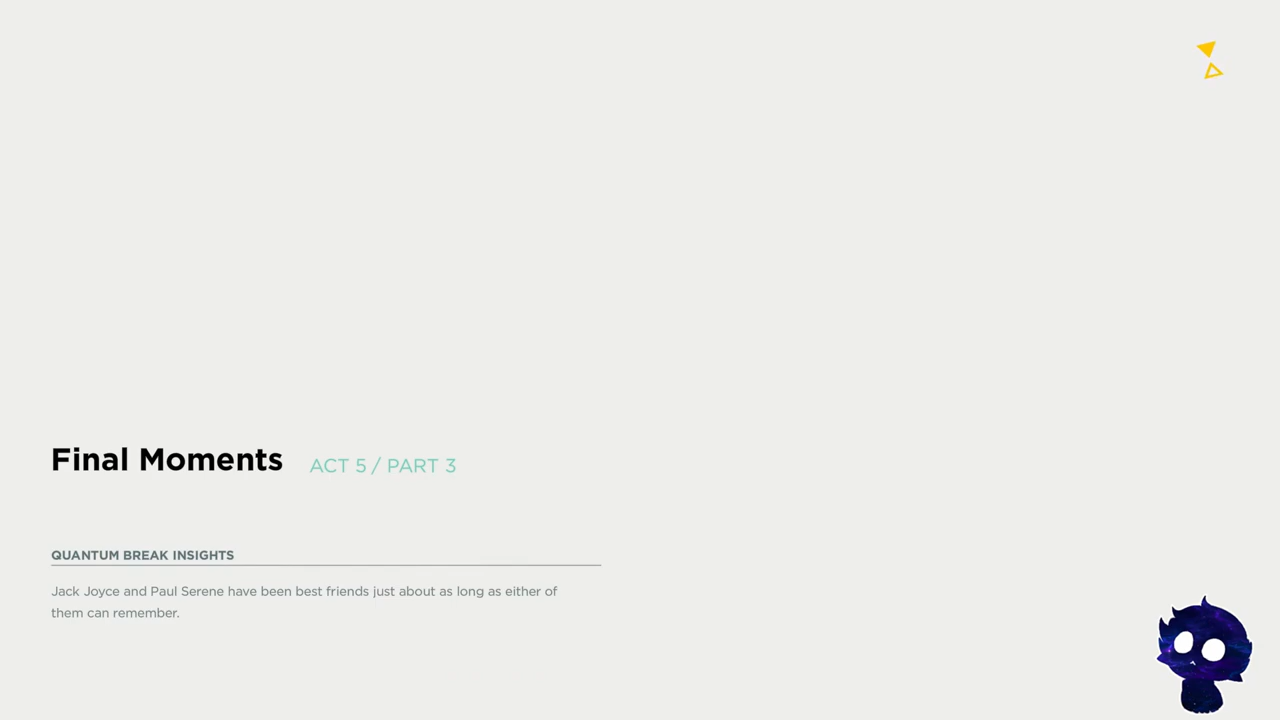 Final Moments ACT 5 / PART 3
QUANTUM BREAK INSIGHTS
Jack Joyce and Paul Serene have been best friends just about as long as either of
them can remember.